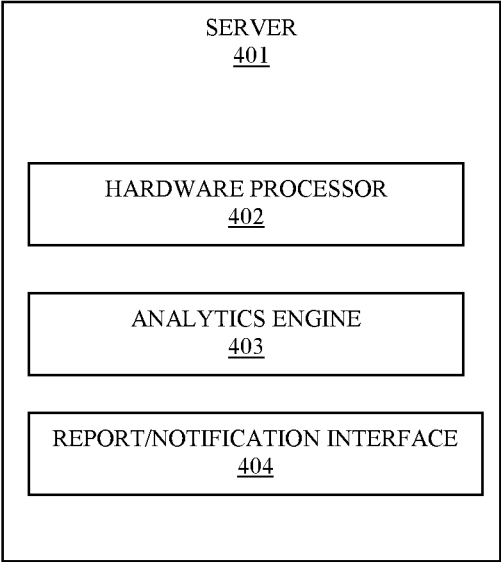 SERVER
401
HARDWARE PROCESSOR
402
ANALYTICS ENGINE
403
REPORT/NOTIFICATION INTERFACE
404